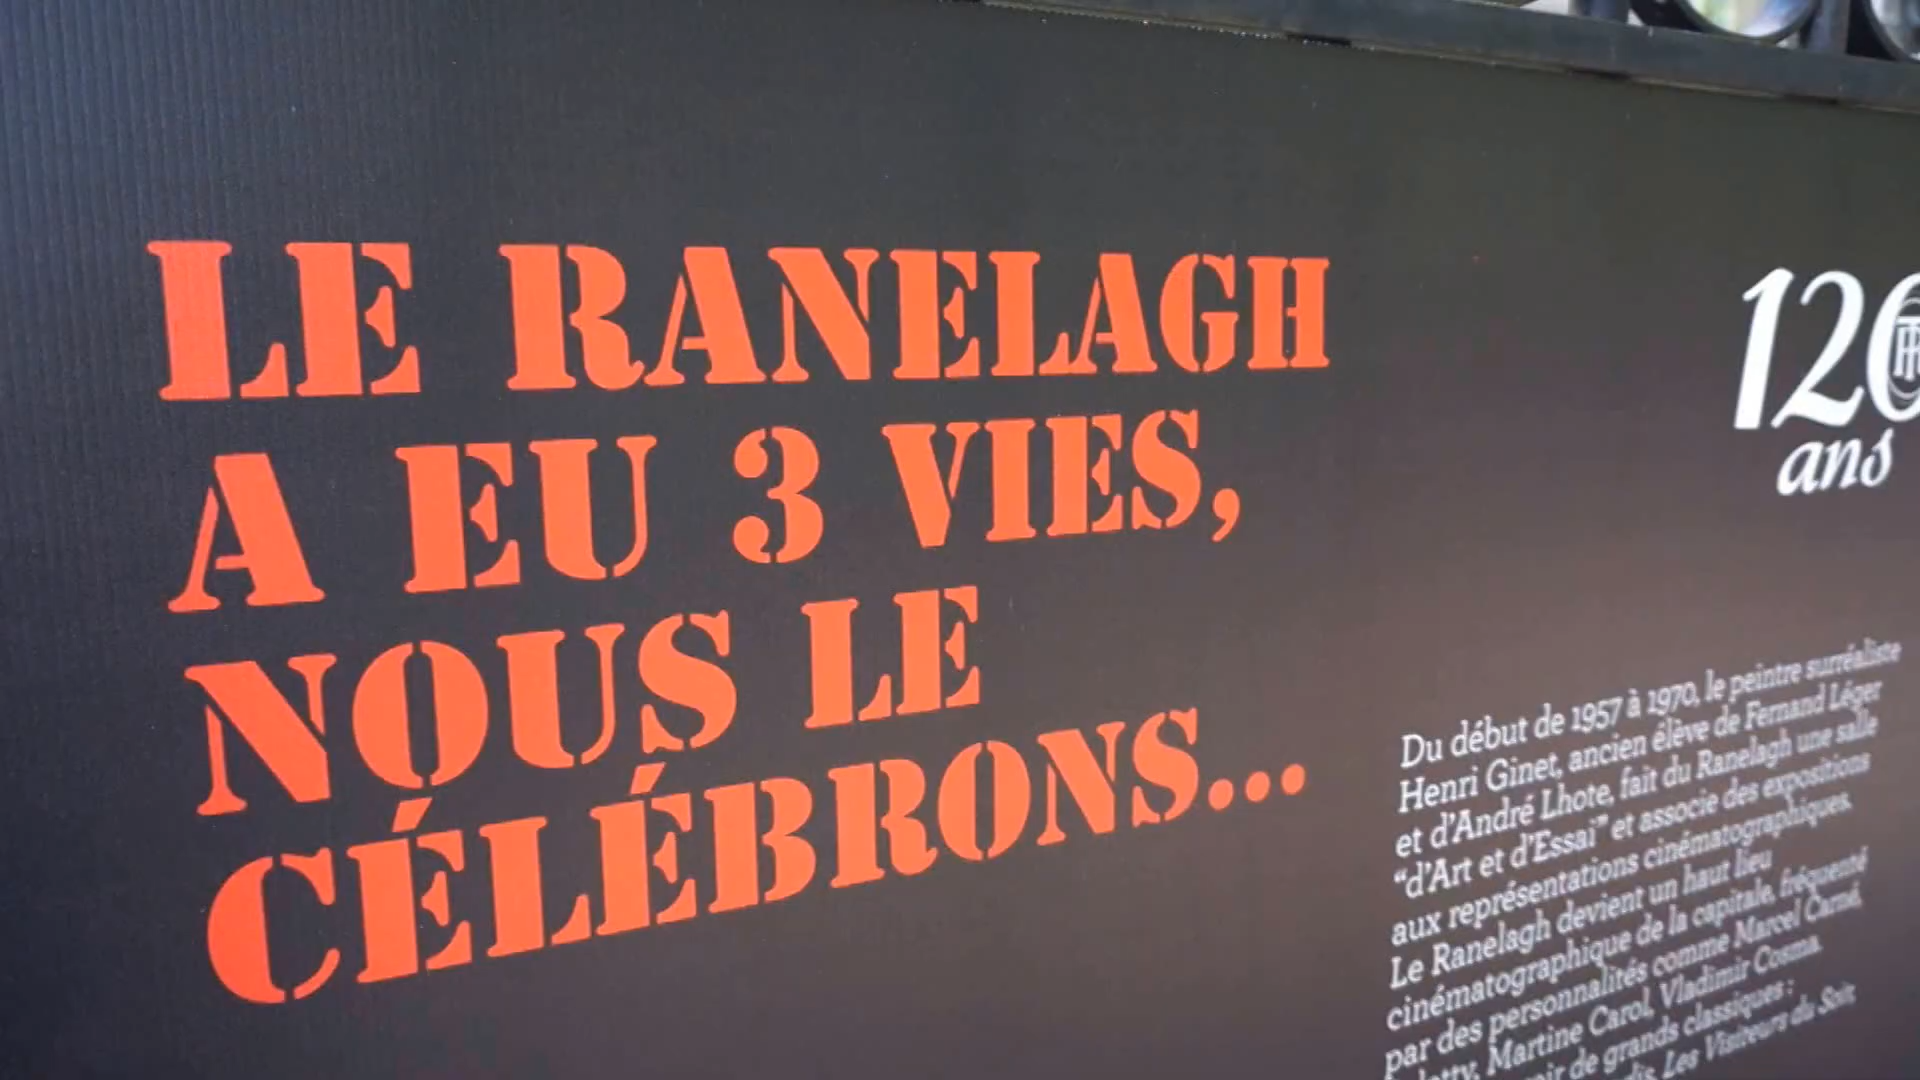 LE RANELAGH
A EU 3 VIES,
NOUS LE
CÉLÉBRONS...
120
ans
Du début de 1957 à 1970, le peintre surréaliste
Henri Ginet, ancien élève de Fernand Léger
et d'André Lhote, fait du Ranelagh une salle
“d'Art et d'Essai” et associe des expositions
aux représentations cinématographiques.
Le Ranelagh devient un haut lieu
cinématographique de la capitale, fréquenté
par des personnalités comme Marcel Carné,
Martine Carol, Vladimir Cosma.
de grands classiques :
Les Visiteurs du Soir